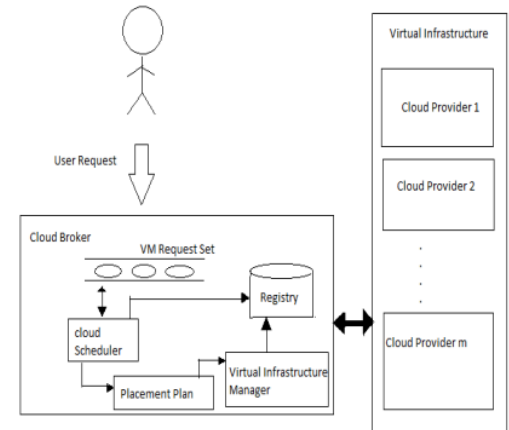 Virtual Infrastructure
Cloud Provider 1
User Request
Cloud Provider 2
Cloud Broker
VM Request Set
Registry
cloud
Scheduler
Cloud Provider m
Virtual Infrastructure
Manager
Placement Plan